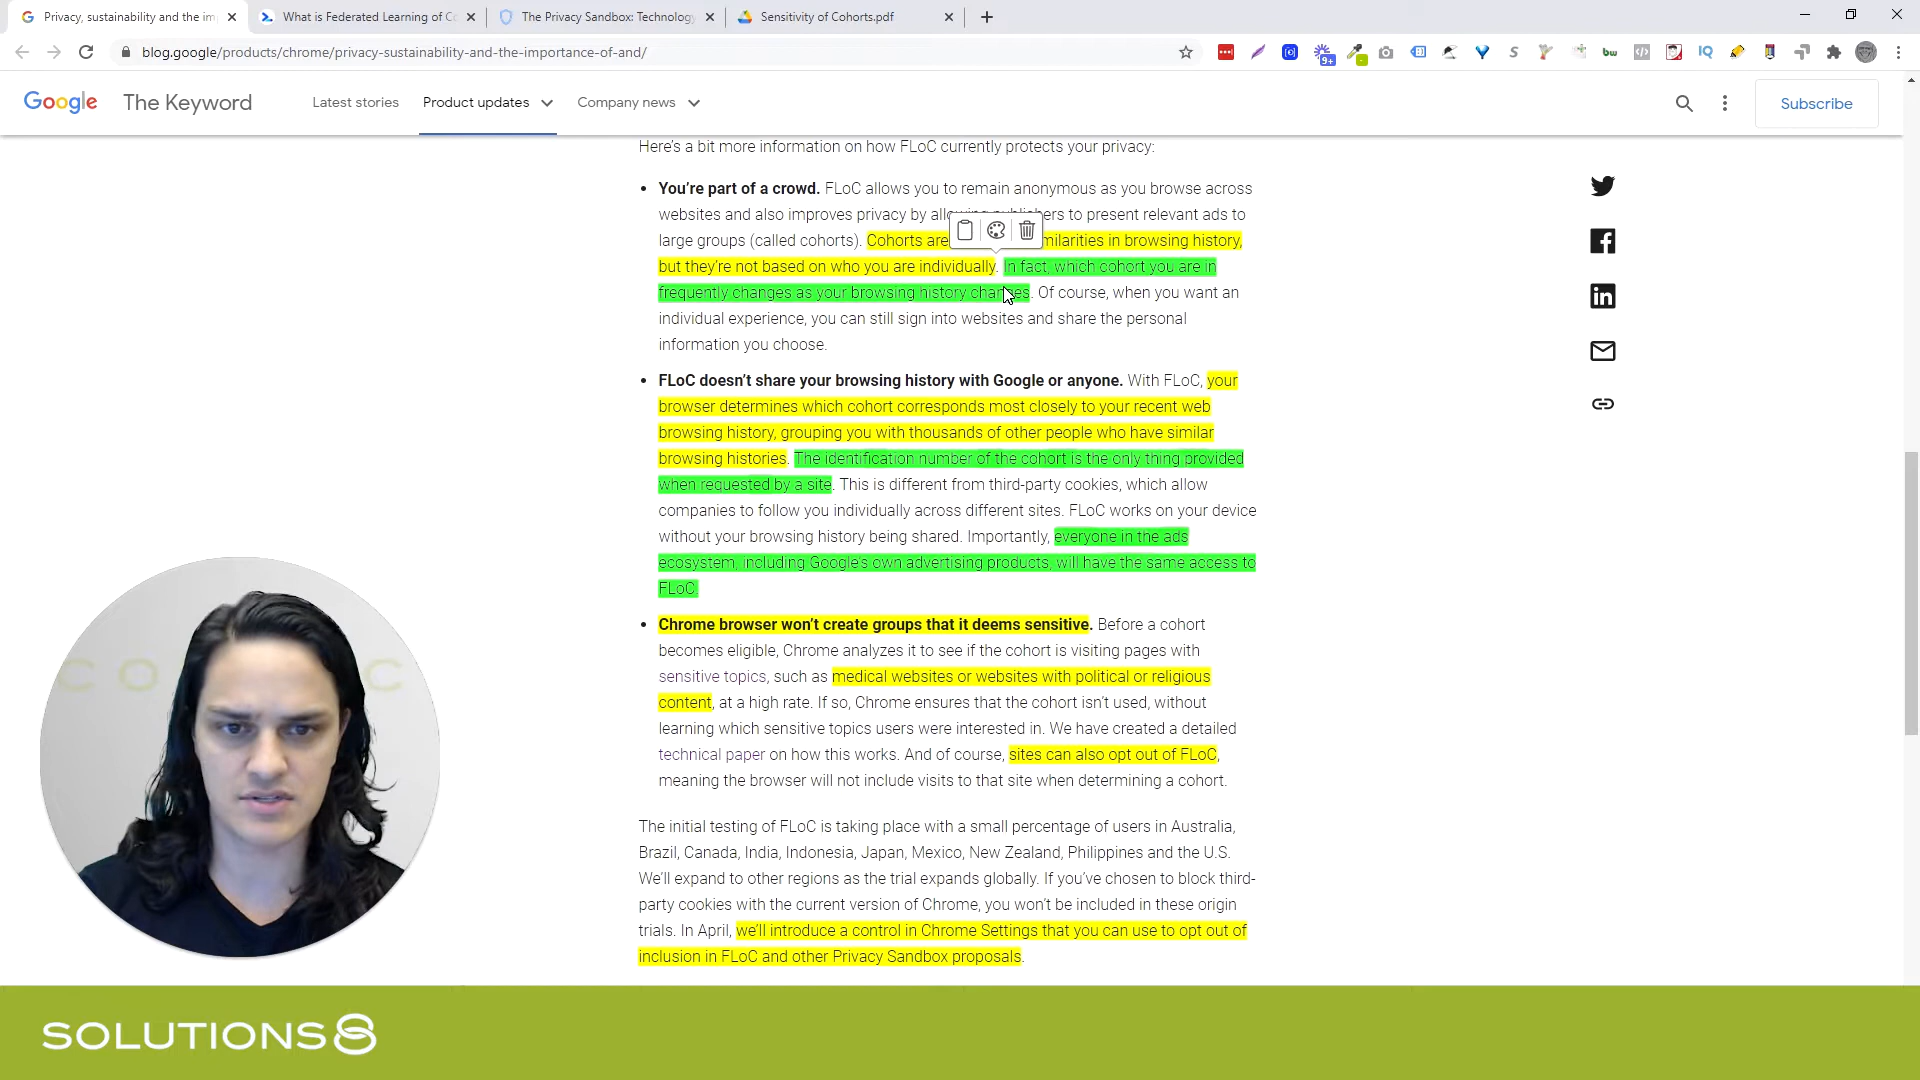 Privacy, sustainability and the im
What is Federated Learning of Co
The Privacy Sandbox: Technology
Sensitivity of Cohorts.pdf
blog.google/products/chrome/privacy-sustainability-and-the-importance-of-and/
9+
bw
S
IQ
Google The Keyword
Latest stories
Product updates
Company news
Subscribe
Here's a bit more information on how FLoC currently protects your privacy:
• You're part of a crowd. FLoC allows you to remain anonymous as you browse across
websites and also improves privacy by allowing publishers to present relevant ads to
large groups (called cohorts). Cohorts are milarities in browsing history,
but they're not based on who you are individually. In fact, which cohort you are in
frequently changes as your browsing history changes. Of course, when you want an
individual experience, you can still sign into websites and share the personal
information you choose.
• FLoC doesn't share your browsing history with Google or anyone. With FLoC, your
browser determines which cohort corresponds most closely to your recent web
browsing history, grouping you with thousands of other people who have similar
browsing histories. The identification number of the cohort is the only thing provided
when requested by a site. This is different from third-party cookies, which allow
companies to follow you individually across different sites. FLoC works on your device
without your browsing history being shared. Importantly, everyone in the ads
ecosystem, including Google's own advertising products, will have the same access to
FLoC.
• Chrome browser won't create groups that it deems sensitive. Before a cohort
becomes eligible, Chrome analyzes it to see if the cohort is visiting pages with
sensitive topics, such as medical websites or websites with political or religious
content, at a high rate. If so, Chrome ensures that the cohort isn't used, without
learning which sensitive topics users were interested in. We have created a detailed
technical paper on how this works. And of course, sites can also opt out of FLoC,
meaning the browser will not include visits to that site when determining a cohort.
The initial testing of FLoC is taking place with a small percentage of users in Australia,
Brazil, Canada, India, Indonesia, Japan, Mexico, New Zealand, Philippines and the U.S.
We'll expand to other regions as the trial expands globally. If you've chosen to block third-
party cookies with the current version of Chrome, you won't be included in these origin
trials. In April, we'll introduce a control in Chrome Settings that you can use to opt out of
inclusion in FLoC and other Privacy Sandbox proposals.
SOLUTIONS8